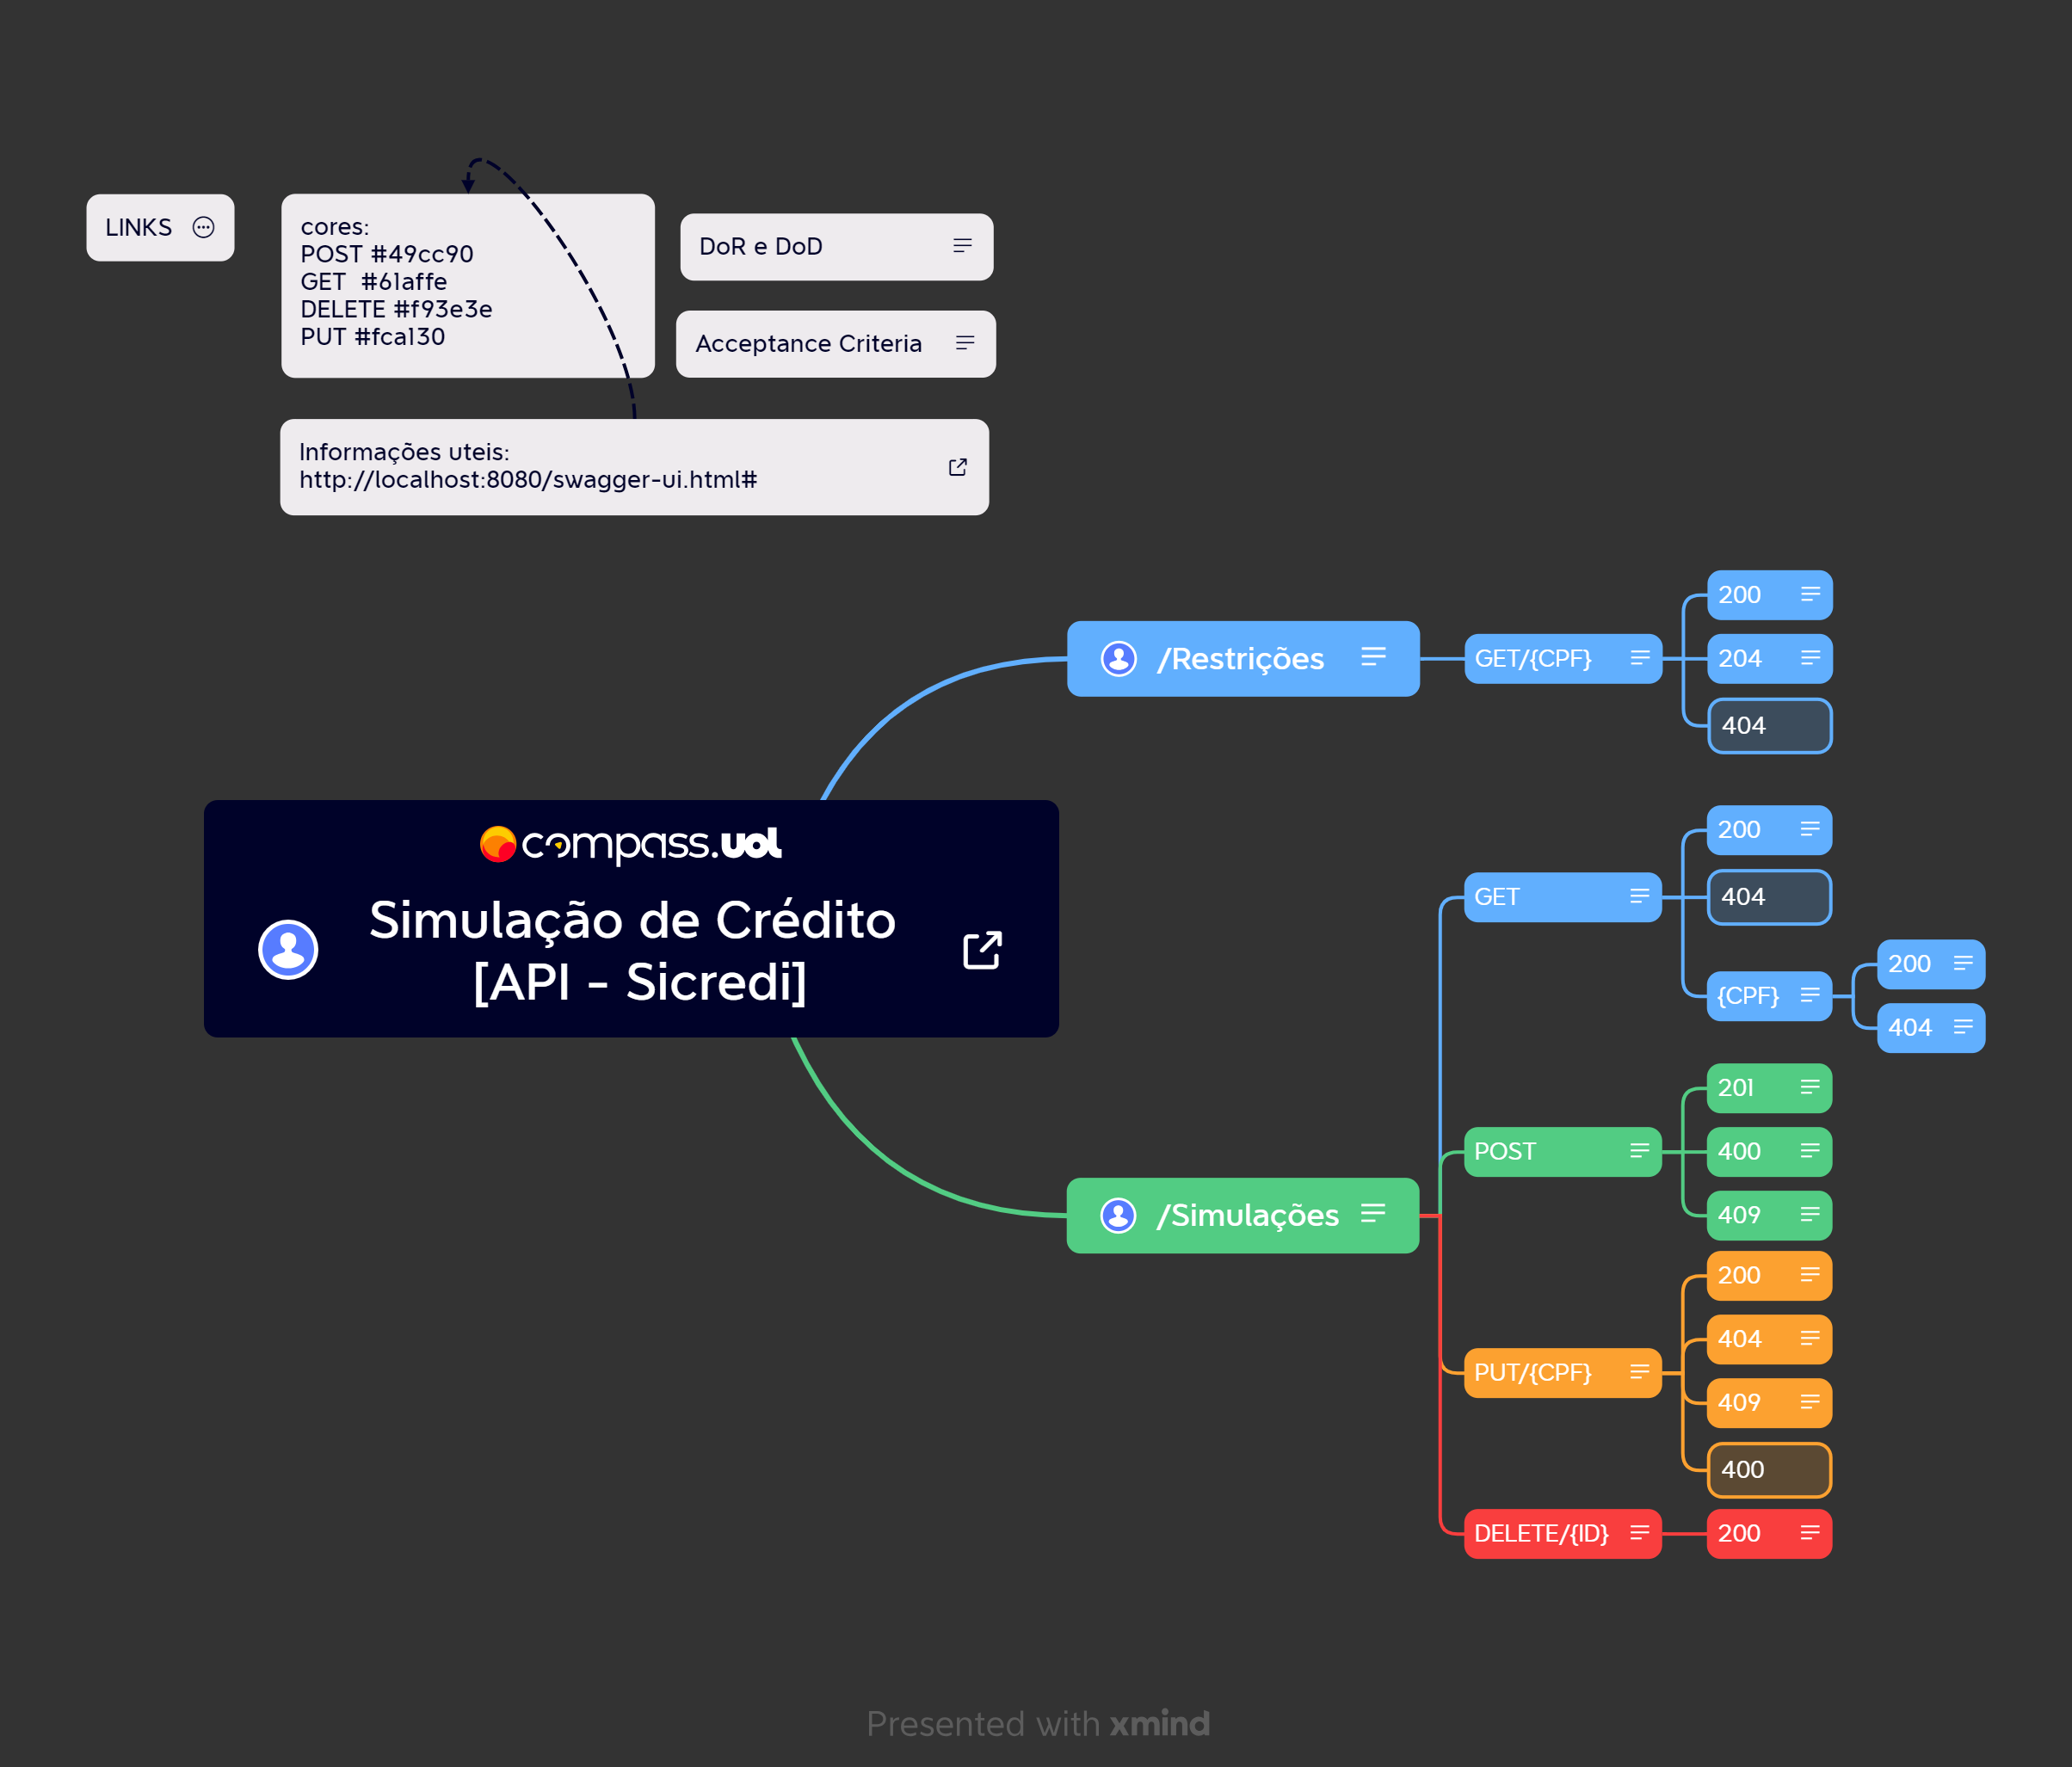 LINKS
cores:
POST #49cc90
GET  #61affe
DELETE #f93e3e
PUT #fca130
DoR e DoD
Acceptance Criteria
Informações uteis:
http://localhost:8080/swagger-ui.html#
compass.uol
Simulação de Crédito
[API - Sicredi]
/Restrições
GET/{CPF}
200
204
404
/Simulações
GET
200
404
{CPF}
200
404
POST
201
400
409
PUT/{CPF}
200
404
409
400
DELETE/{ID}
200
Presented with xmind